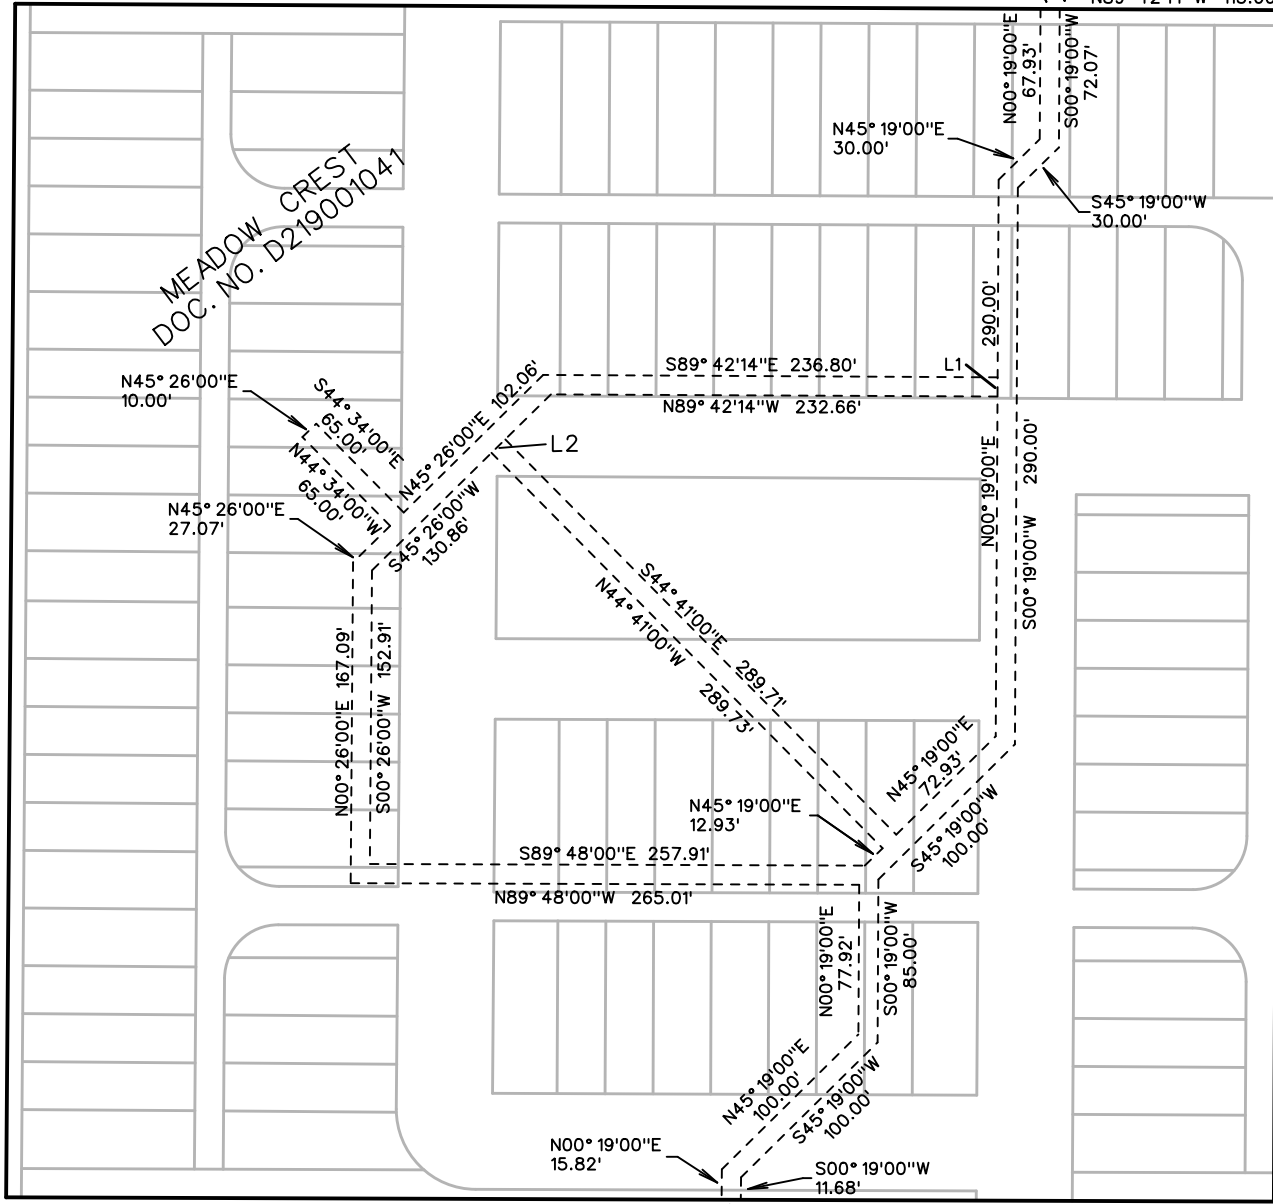 N00° 19'00"E
67.93'
S00° 19'00"W
72.07'
N45° 19'00"E
30.00'
S45° 19'00"W
30.00'
MEADOW CREST
DOC. NO. D219001041
290.00'
S89° 42'14"E 236.80'
L1
N89° 42'14"W 232.66'
N45° 26'00"E
10.00'
S44° 34'00"E
65.00'
N45° 26'00"E 102.06'
L2
N44° 34'00"W
65.00'
N45° 26'00"E
27.07'
S45° 26'00"W
130.86'
N00° 19'00"E
290.00'
S00° 19'00"W
S44° 41'00"E 289.71'
N44° 41'00"W 289.73'
N00° 26'00"E 167.09'
S00° 26'00"W 152.91'
N45° 19'00"E
72.93'
N45° 19'00"E
12.93'
S45° 19'00"W
100.00'
S89° 48'00"E 257.91'
N89° 48'00"W 265.01'
N00° 19'00"E
77.92'
S00° 19'00"W
85.00'
N45° 19'00"E
100.00'
S45° 19'00"W
100.00'
N00° 19'00"E
15.82'
S00° 19'00"W
11.68'